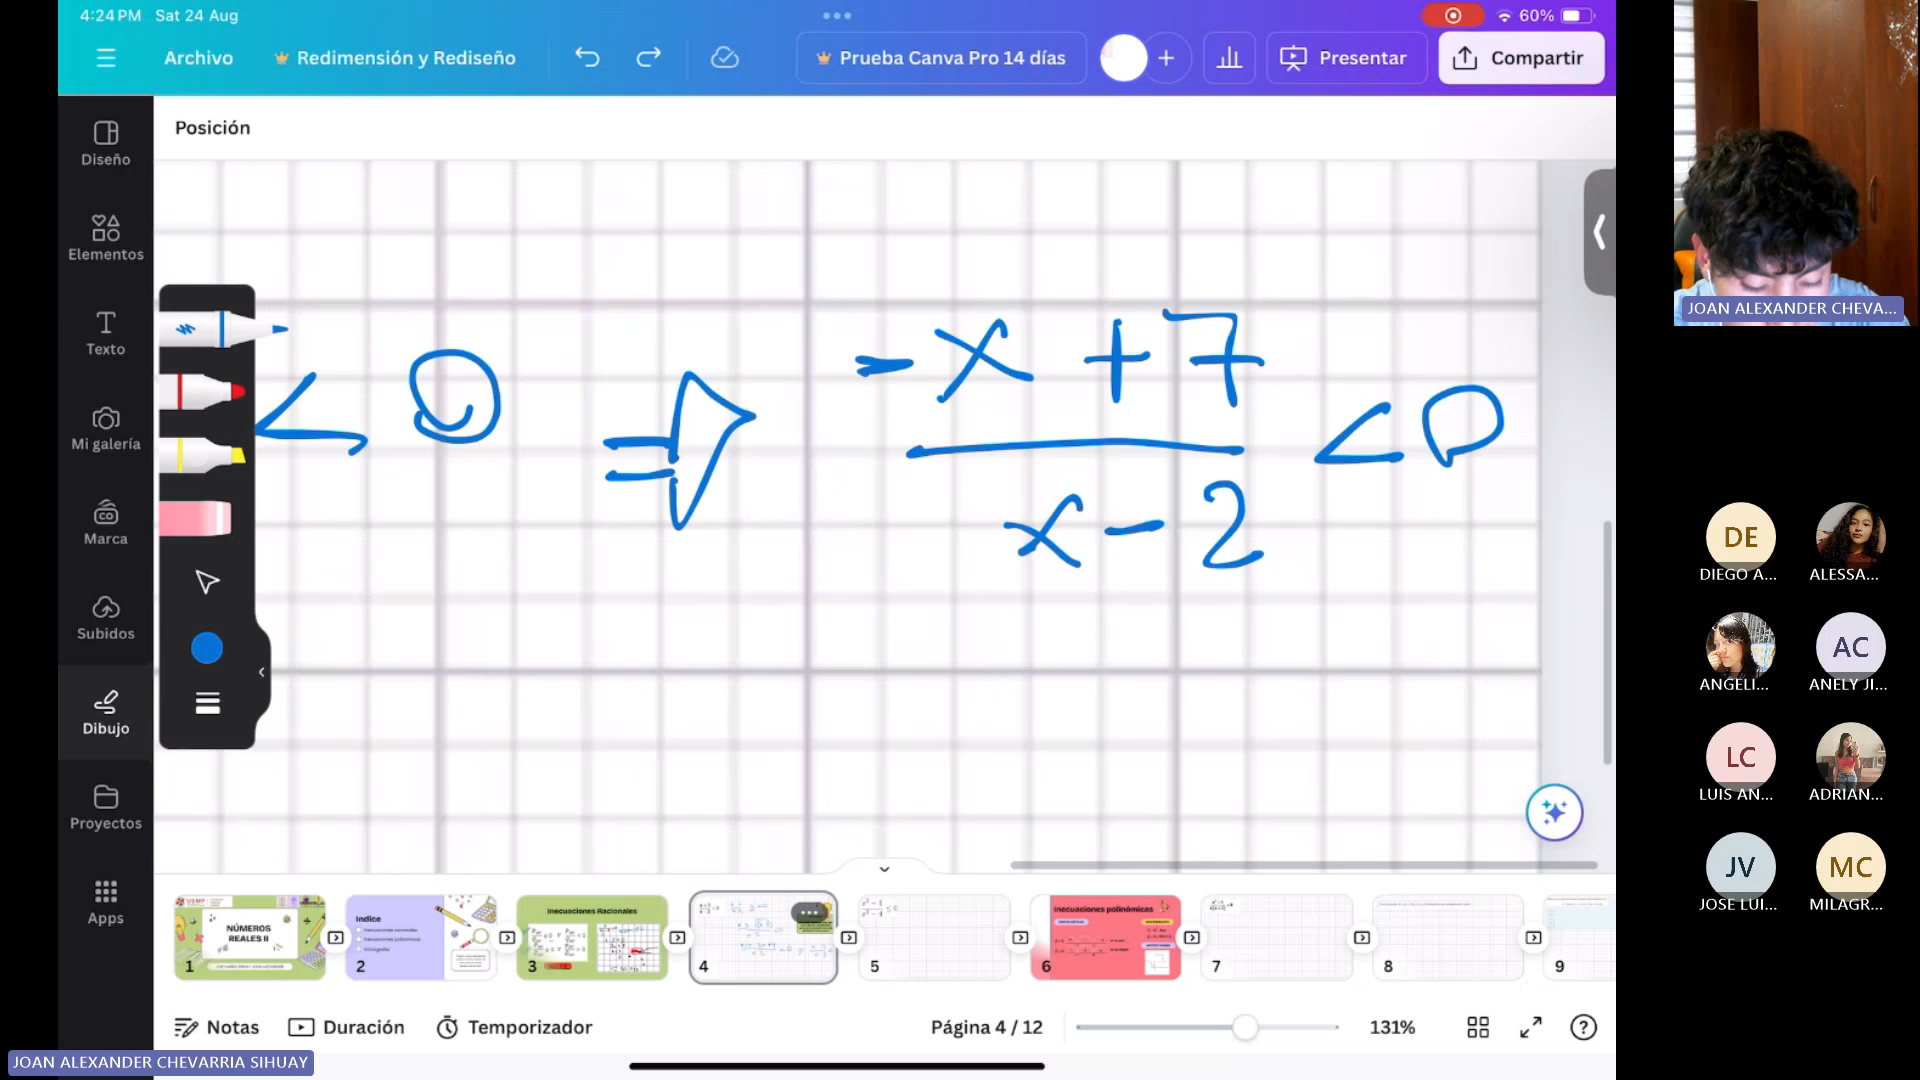 4:24 PM Sat 24 Aug
60%
Archivo
Redimensión y Rediseño
Prueba Canva Pro 14 días
Presentar
Compartir
Posición
Diseño
Elementos
Texto
Mi galería
Marca
Subidos
Dibujo
Proyectos
Apps
< 0 ⇒ -x + 7 < 0
x - 2
NÚMEROS
REALES II
1
Indice
2
Inecuaciones Racionales
3
4
5
Inecuaciones polinómicas
6
7
8
9
Notas
Duración
Temporizador
Página 4 / 12
131%
JOAN ALEXANDER CHEVARRIA SIHUAY
JOAN ALEXANDER CHEVA...
DE
DIEGO A...
ALESSA...
ANGELI...
AC
ANELY JI...
LC
LUIS AN...
ADRIAN...
JV
JOSE LUI...
MC
MILAGR...